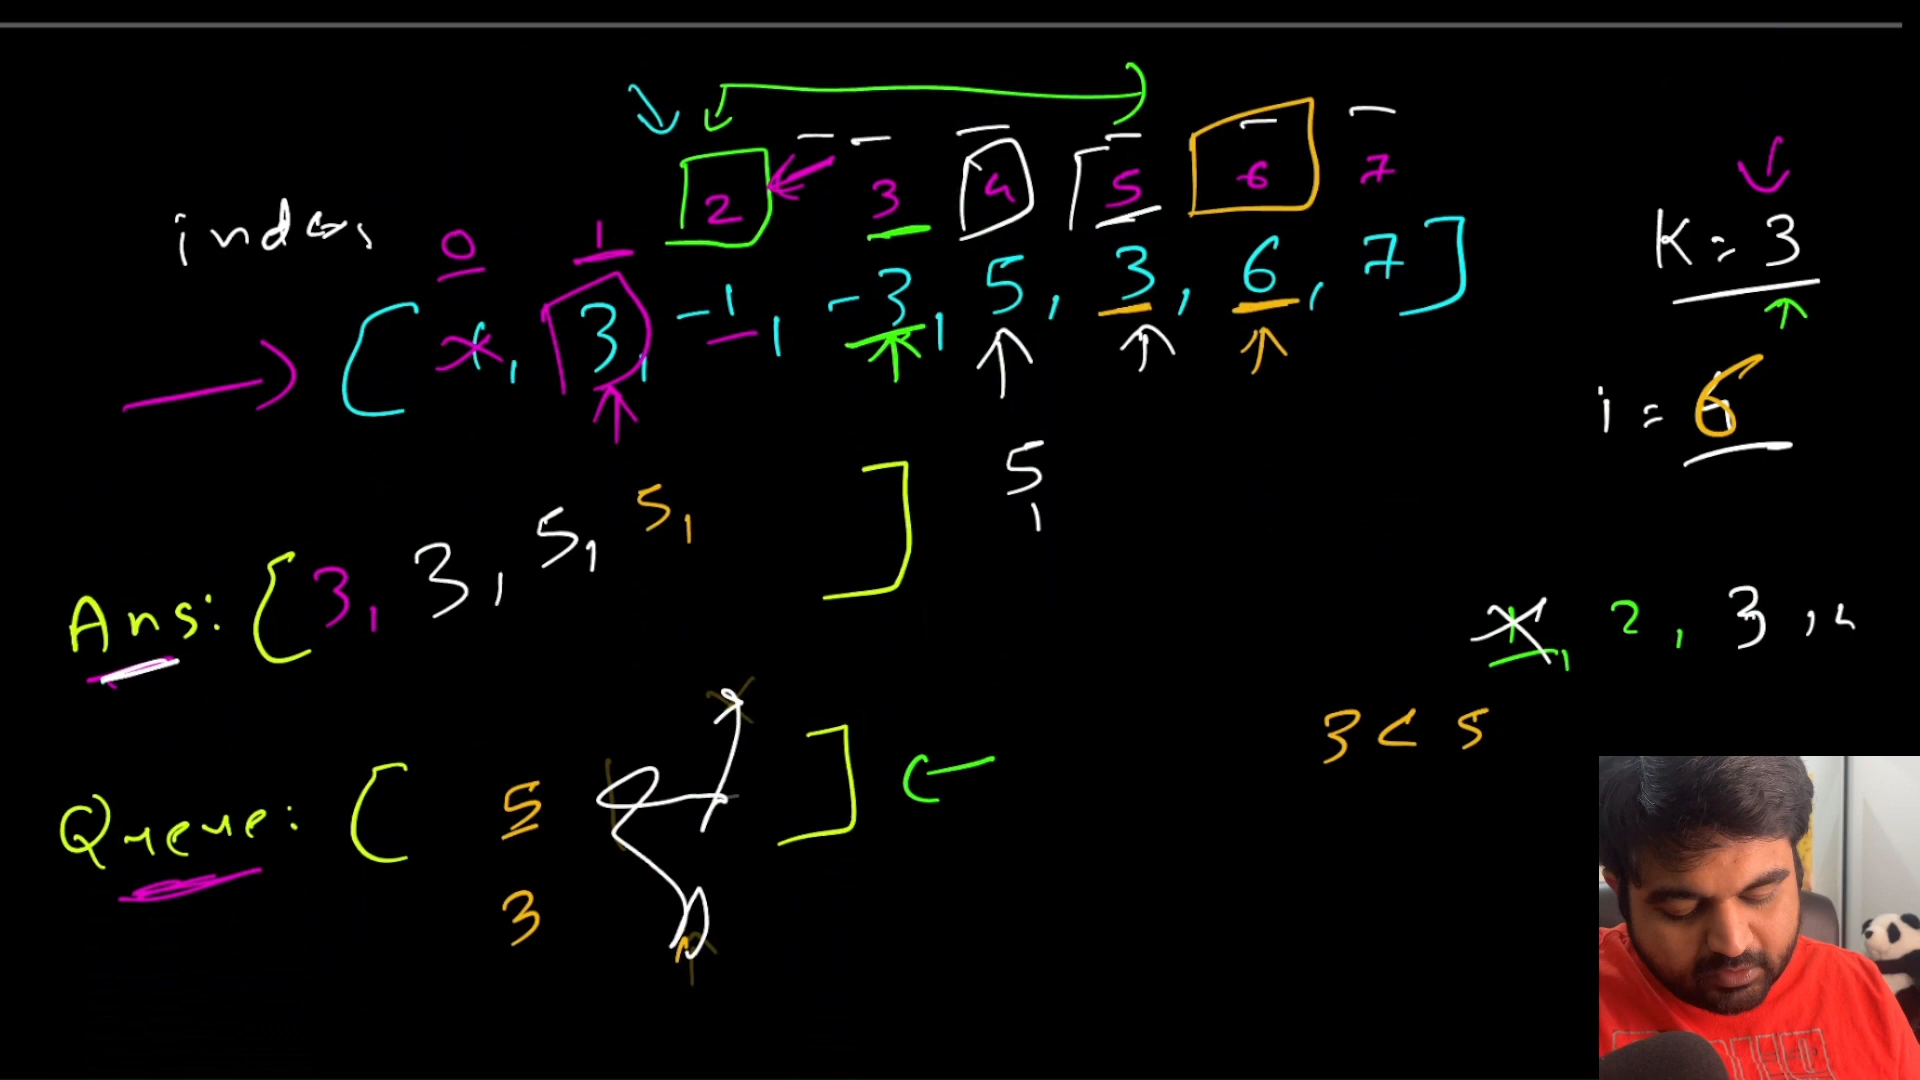 index 0 1 2 3 4 5 6 7
[ 1, 3, -1, -3, 5, 3, 6, 7 ]
K = 3
i = 6
5,
Ans: [ 3, 3, 5, 5, ]
1, 2, 3, 4
3 < 5
Queue: [ 5 ]
3